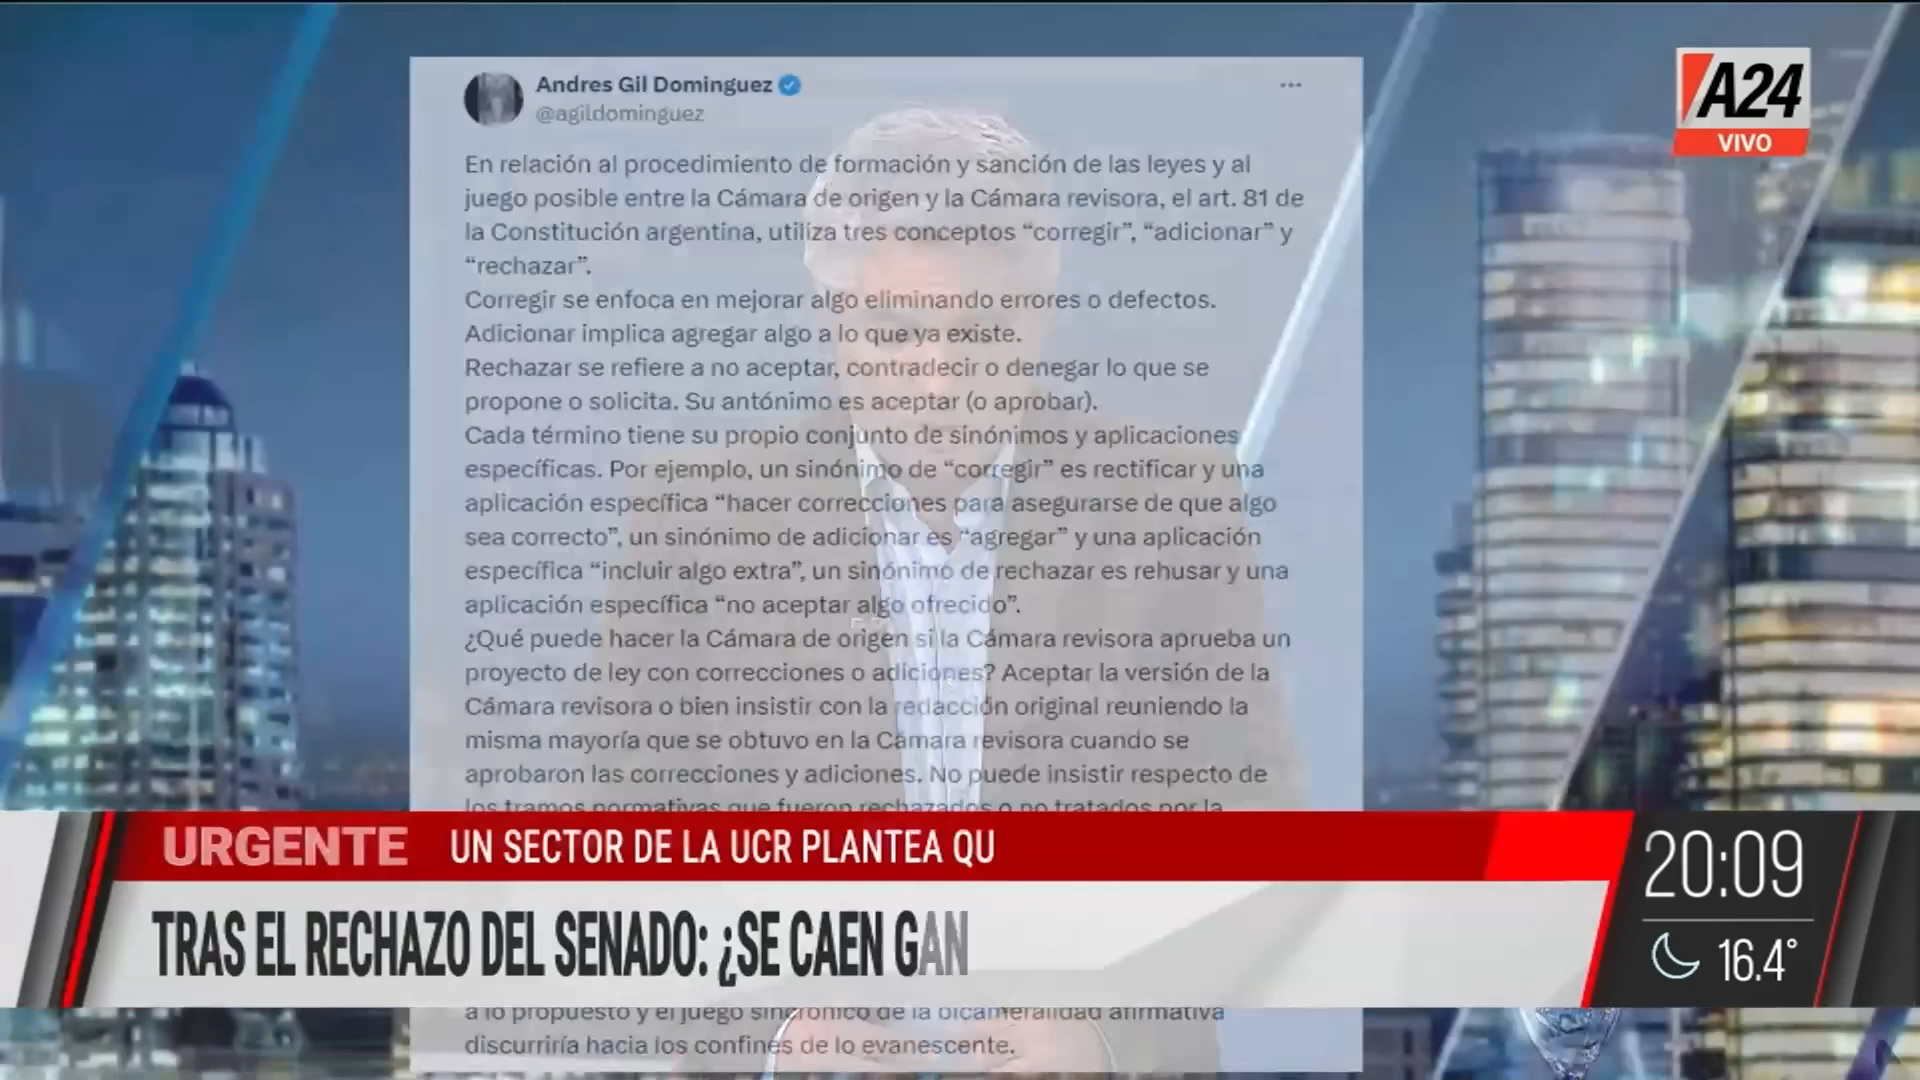 Andres Gil Dominguez
@agildominguez
...
En relación al procedimiento de formación y sanción de las leyes y al
juego posible entre la Cámara de origen y la Cámara revisora, el art. 81 de
la Constitución argentina, utiliza tres conceptos “corregir”, “adicionar” y
“rechazar”.
Corregir se enfoca en mejorar algo eliminando errores o defectos.
Adicionar implica agregar algo a lo que ya existe.
Rechazar se refiere a no aceptar, contradecir o denegar lo que se
propone o solicita. Su antónimo es aceptar (o aprobar).
Cada término tiene su propio conjunto de sinónimos y aplicaciones
específicas. Por ejemplo, un sinónimo de “corregir” es rectificar y una
aplicación específica “hacer correcciones para asegurarse de que algo
sea correcto”, un sinónimo de adicionar es “agregar” y una aplicación
específica “incluir algo extra”, un sinónimo de rechazar es rehusar y una
aplicación específica “no aceptar algo ofrecido”.
¿Qué puede hacer la Cámara de origen si la Cámara revisora aprueba un
proyecto de ley con correcciones o adiciones? Aceptar la versión de la
Cámara revisora o bien insistir con la redacción original reuniendo la
misma mayoría que se obtuvo en la Cámara revisora cuando se
aprobaron las correcciones y adiciones. No puede insistir respecto de
los tramos normativas que fueron rechazados o no tratados por la
a lo propuesto y el juego sincrónico de la bicameralidad afirmativa
discurriría hacia los confines de lo evanescente.
A24
VIVO
URGENTE
UN SECTOR DE LA UCR PLANTEA QU
TRAS EL RECHAZO DEL SENADO: ¿SE CAEN GAN
20:09
16.4°